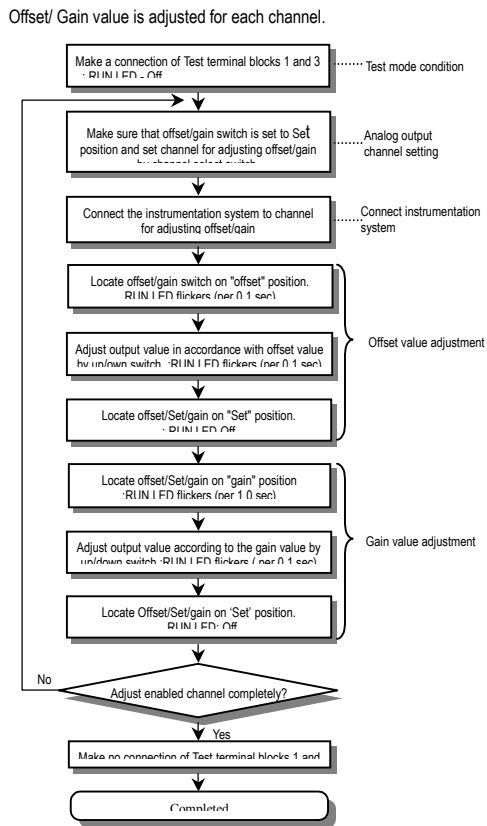 Offset/ Gain value is adjusted for each channel.
Make a connection of Test terminal blocks 1 and 3
: RUN LED - Off
Test mode condition
Make sure that offset/gain switch is set to Set
position and set channel for adjusting offset/gain
by channel select switch
Analog output
channel setting
Connect the instrumentation system to channel
for adjusting offset/gain
Connect instrumentation
system
Locate offset/gain switch on "offset" position.
RUN LED flickers (per 0.1 sec)
Adjust output value in accordance with offset value
by up/own switch :RUN LED flickers (per 0.1 sec)
Locate offset/Set/gain on "Set" position.
: RUN LED Off
Offset value adjustment
Locate offset/Set/gain on "gain" position
:RUN LED flickers (per 1.0 sec)
Adjust output value according to the gain value by
up/down switch :RUN LED flickers ( per 0.1 sec)
Locate Offset/Set/gain on ‘Set’ position.
RUN LED: Off
Gain value adjustment
No
Adjust enabled channel completely?
Yes
Make no connection of Test terminal blocks 1 and
Completed